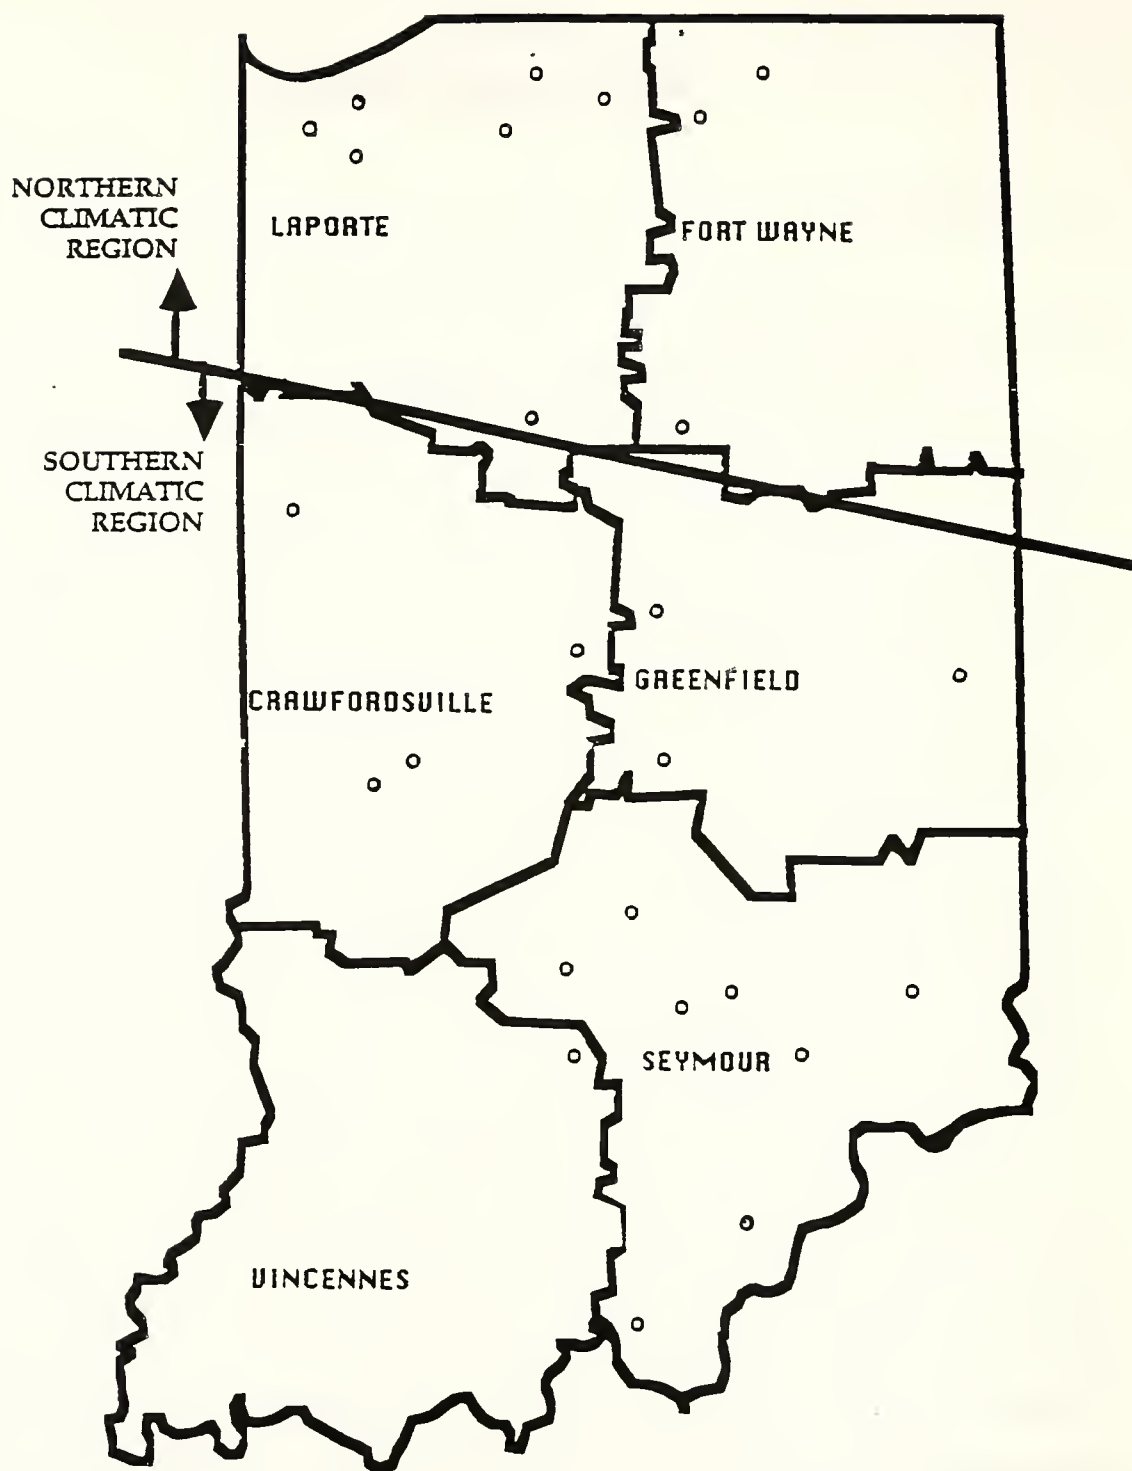 NORTHERN
CLIMATIC
REGION
LAPORTE
FORT WAYNE
SOUTHERN
CLIMATIC
REGION
GREENFIELD
CRAWFORDSVILLE
SEYMOUR
VINCENNES